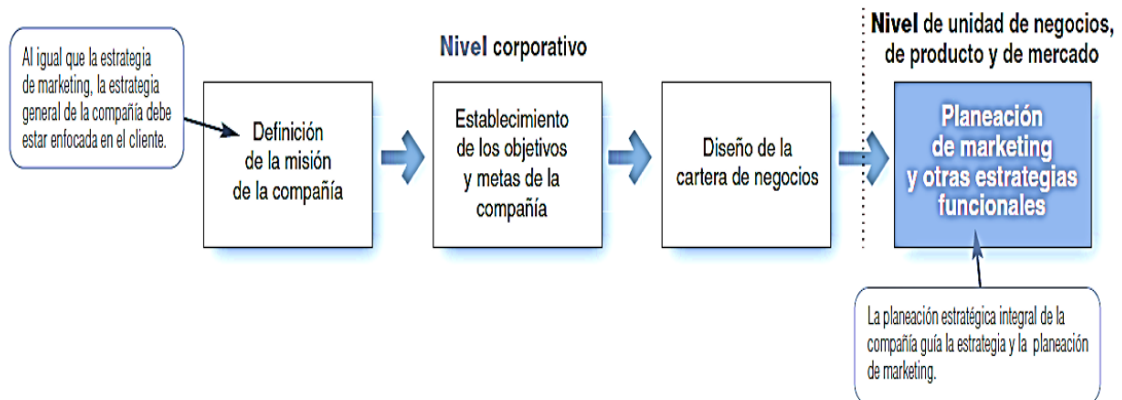 Al igual que la estrategia
de marketing, la estrategia
general de la compañía debe
estar enfocada en el cliente.
Nivel corporativo
Nivel de unidad de negocios,
de producto y de mercado
Definición
de la misión
de la compañía
Establecimiento
de los objetivos
y metas de la
compañía
Diseño de la
cartera de negocios
Planeación
de marketing
y otras estrategias
funcionales
La planeación estratégica integral de la
compañía guía la estrategia y la planeación
de marketing.